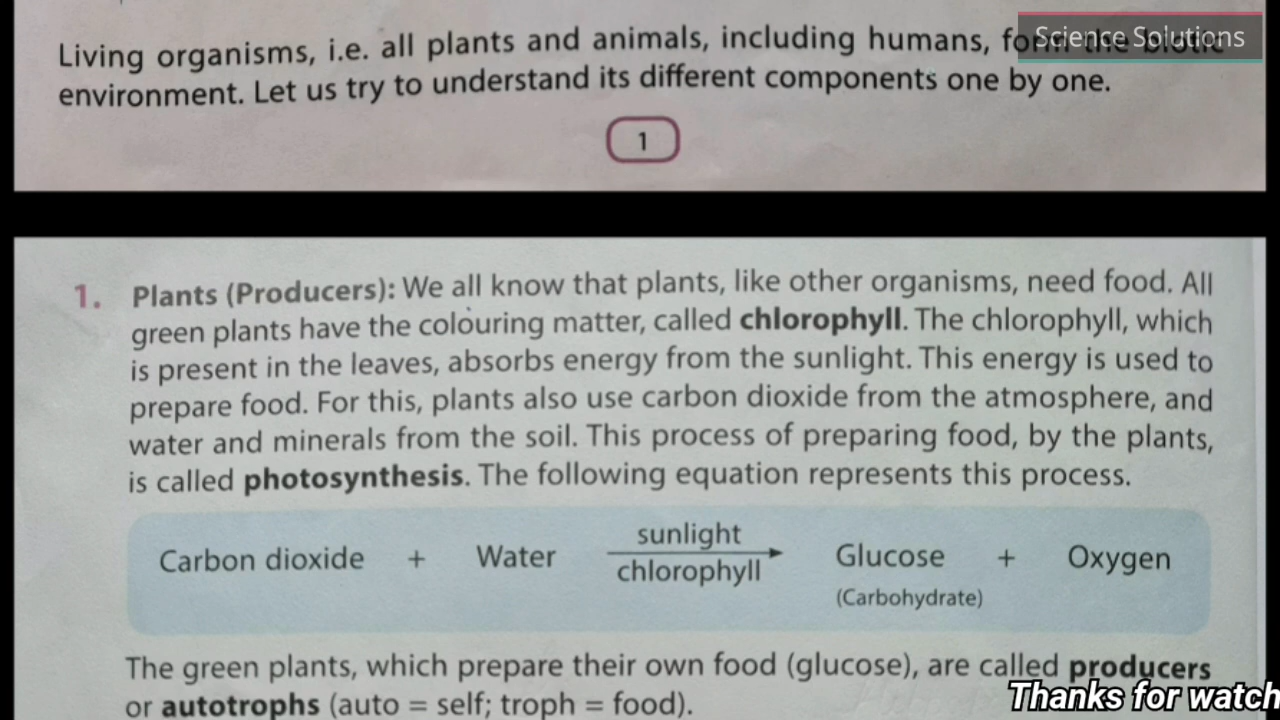 Living organisms, i.e. all plants and animals, including humans, form the biotic
Science Solutions
environment. Let us try to understand its different components one by one.
1
1. Plants (Producers): We all know that plants, like other organisms, need food. All
green plants have the colouring matter, called chlorophyll. The chlorophyll, which
is present in the leaves, absorbs energy from the sunlight. This energy is used to
prepare food. For this, plants also use carbon dioxide from the atmosphere, and
water and minerals from the soil. This process of preparing food, by the plants,
is called photosynthesis. The following equation represents this process.
sunlight
Carbon dioxide + Water Glucose + Oxygen
chlorophyll
(Carbohydrate)
The green plants, which prepare their own food (glucose), are called producers
or autotrophs (auto = self; troph = food).
Thanks for watch